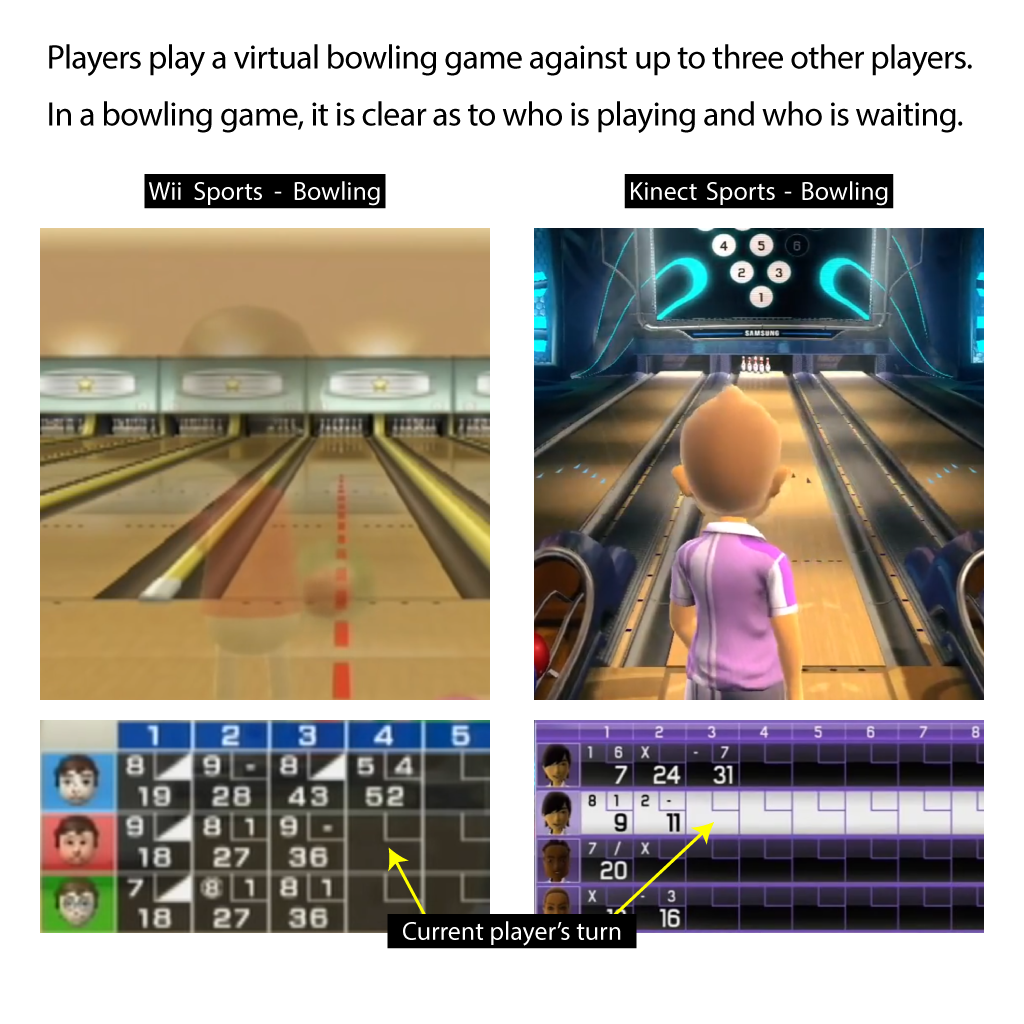 Players play a virtual bowling game against up to three other players.
In a bowling game, it is clear as to who is playing and who is waiting.
Wii Sports - Bowling
Kinect Sports - Bowling
4 5 6
2 3
1
SAMSUNG
1 2 3 4 5
8 9 - 8 5 4
19 28 43 52
9 8 1 9 -
18 27 36
7 8 1 8 1
18 27 36
1 2 3 4 5 6 7 8
1 6 X - 7
7 24 31
8 1 2 -
9 11
7 / X
20
X - 3
16
Current player's turn